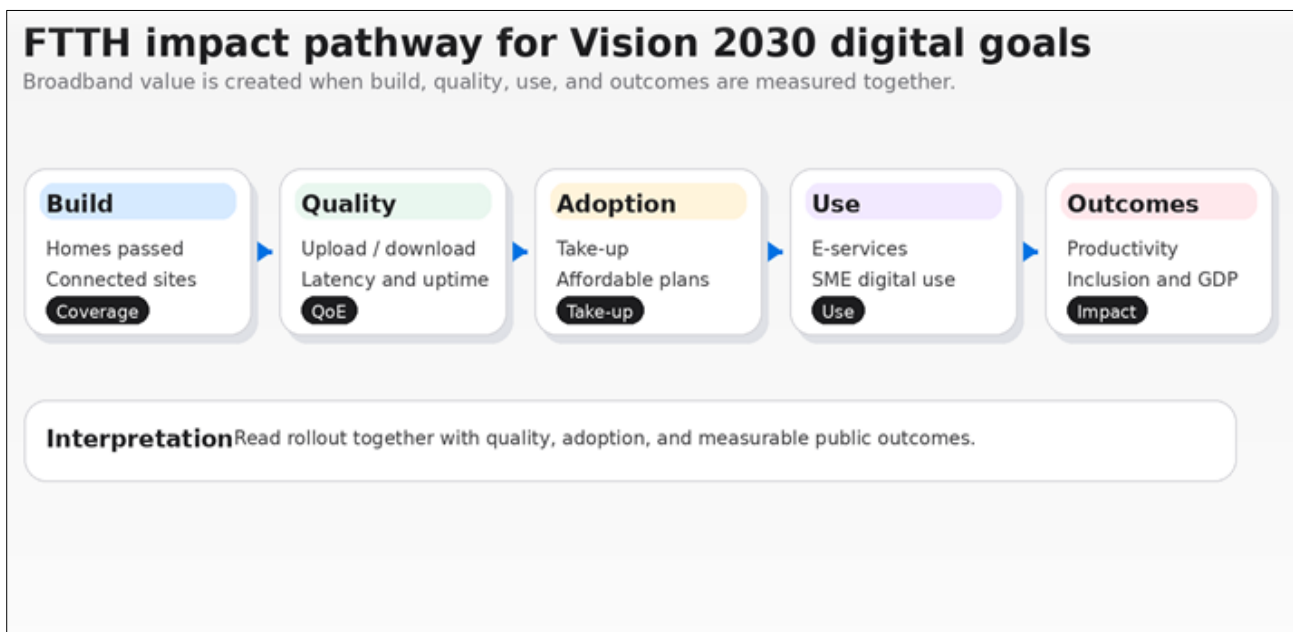 FTTH impact pathway for Vision 2030 digital goals
Broadband value is created when build, quality, use, and outcomes are measured together.
Build
Homes passed
Connected sites
Coverage
Quality
Upload / download
Latency and uptime
QoE
Adoption
Take-up
Affordable plans
Take-up
Use
E-services
SME digital use
Use
Outcomes
Productivity
Inclusion and GDP
Impact
Interpretation Read rollout together with quality, adoption, and measurable public outcomes.